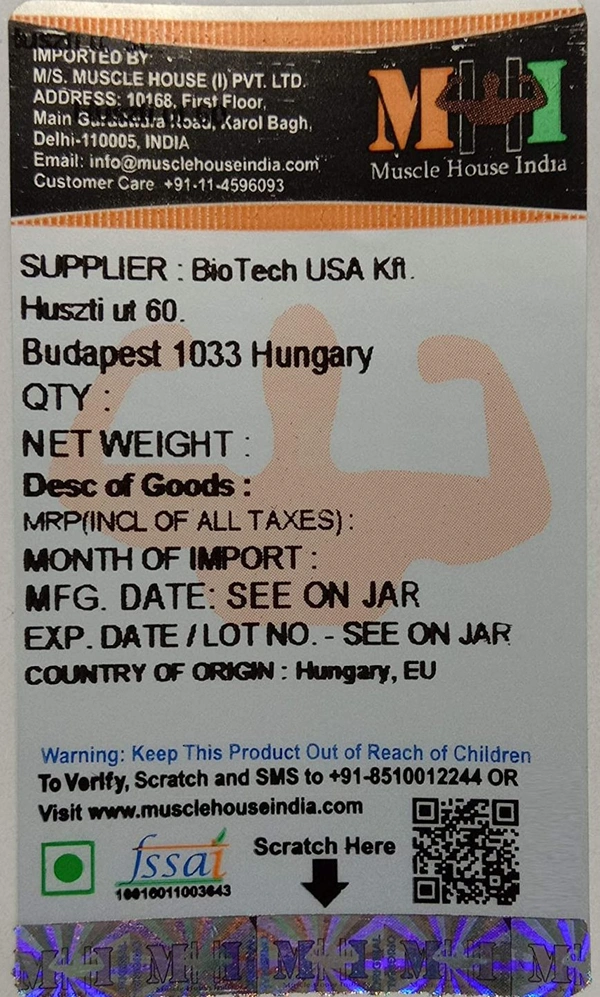 IMPORTED BY:
M/S. MUSCLE HOUSE (I) PVT. LTD.
ADDRESS: 10168, First Floor,
Main Gurudwara Road, Karol Bagh,
Delhi-110005, INDIA
Email: info@musclehouseindia.com
Customer Care +91-11-4596093
MHI
Muscle House India
SUPPLIER : BioTech USA Kft.
Huszti ut 60.
Budapest 1033 Hungary
QTY :
NET WEIGHT :
Desc of Goods :
MRP(INCL OF ALL TAXES) :
MONTH OF IMPORT :
MFG. DATE: SEE ON JAR
EXP. DATE / LOT NO. - SEE ON JAR
COUNTRY OF ORIGIN : Hungary, EU
Warning: Keep This Product Out of Reach of Children
To Verify, Scratch and SMS to +91-8510012244 OR
Visit www.musclehouseindia.com
fssai
Scratch Here
MHI MHI MHI MHI